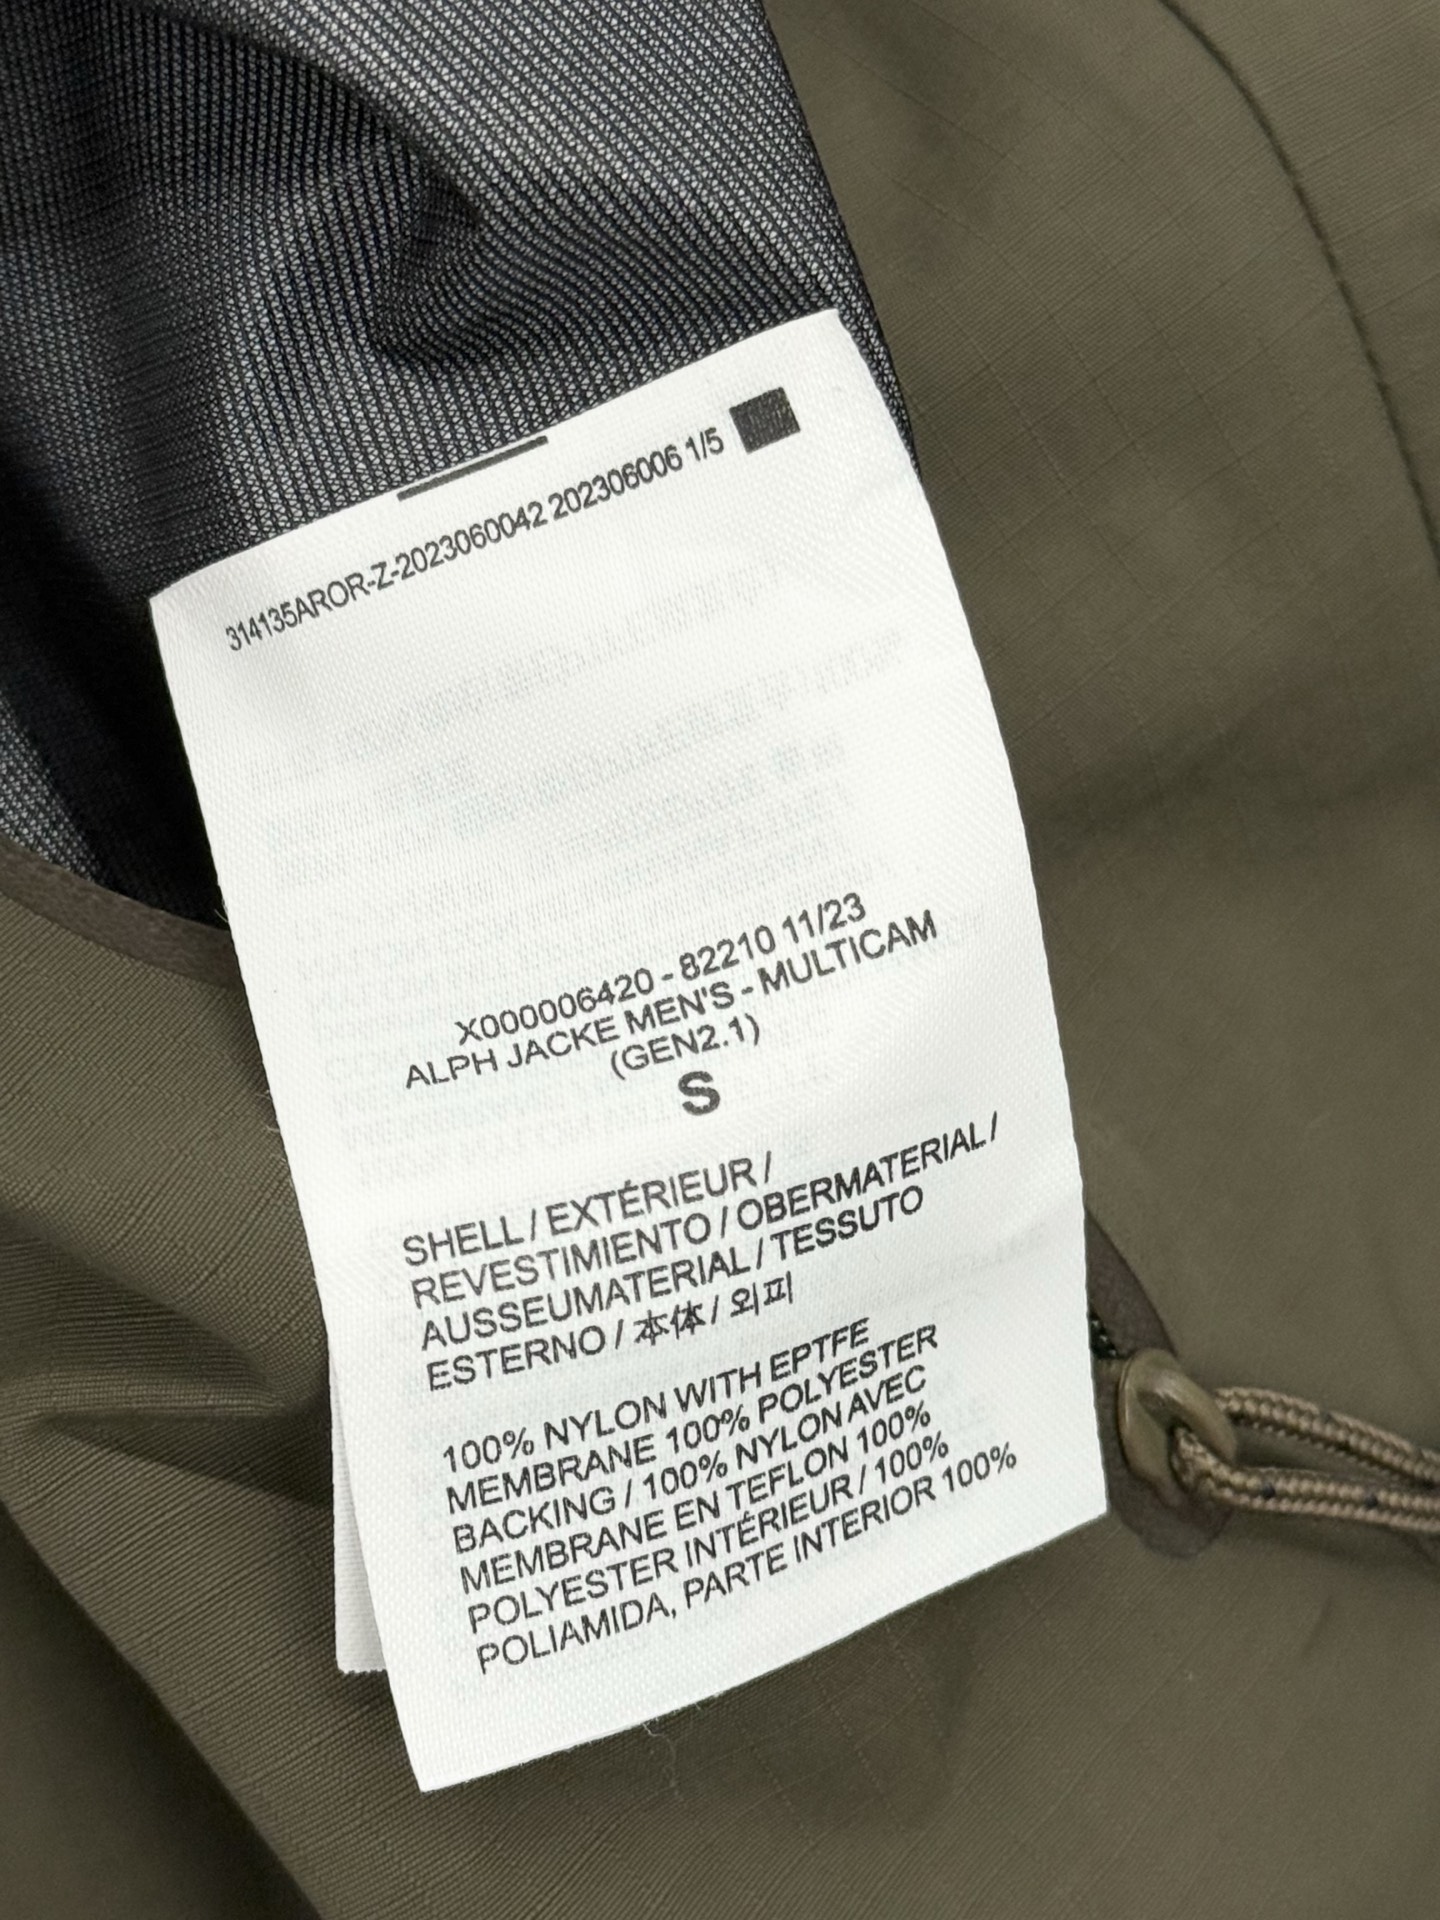 314135AROR-Z-2023060042 202306006 1/5
X000006420 - 82210 11/23
ALPH JACKE MEN'S - MULTICAM
(GEN2.1)
S
SHELL / EXTÉRIEUR /
REVESTIMIENTO / OBERMATERIAL /
AUSSEUMATERIAL / TESSUTO
ESTERNO / 本体 / 외피
100% NYLON WITH EPTFE
MEMBRANE 100% POLYESTER
BACKING / 100% NYLON AVEC
MEMBRANE EN TEFLON 100%
POLYESTER INTÉRIEUR / 100%
POLIAMIDA, PARTE INTERIOR 100%